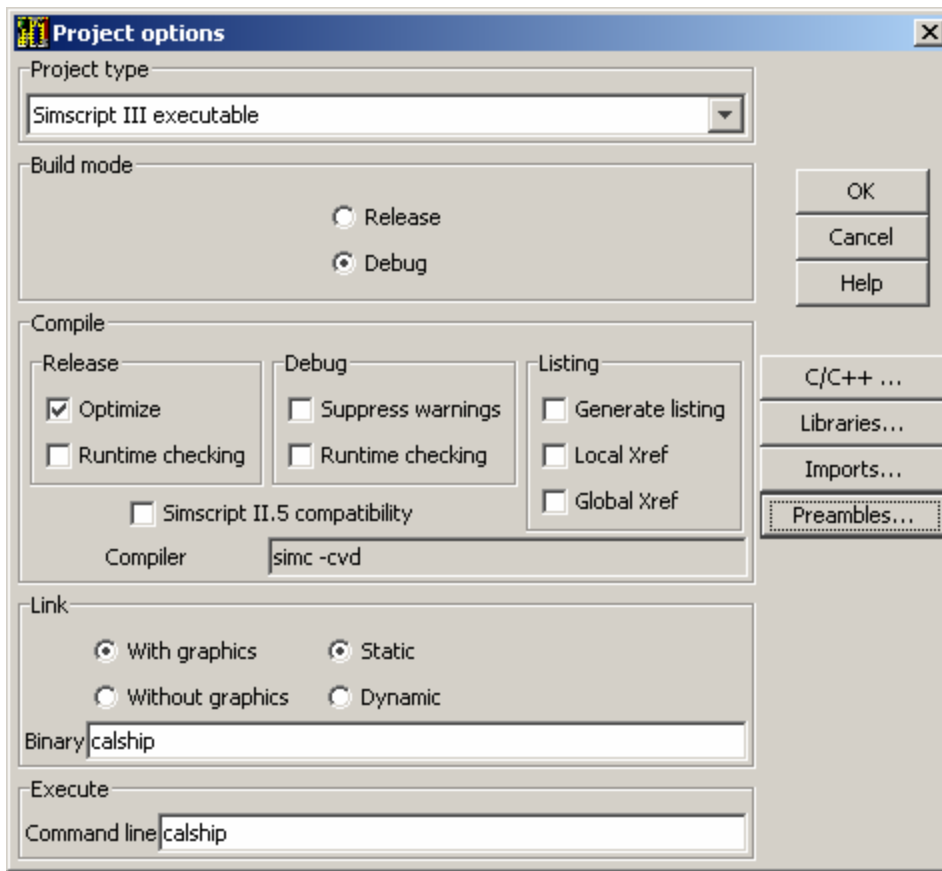 Project options
Project type
Simscript III executable
Build mode
Release
Debug
OK
Cancel
Help
Compile
Release
Debug
Listing
Optimize
Suppress warnings
Generate listing
Runtime checking
Runtime checking
Local Xref
Global Xref
Simscript II.5 compatibility
Compiler simc -cvd
C/C++ ...
Libraries...
Imports...
Preambles...
Link
With graphics
Static
Without graphics
Dynamic
Binary calship
Execute
Command line calship